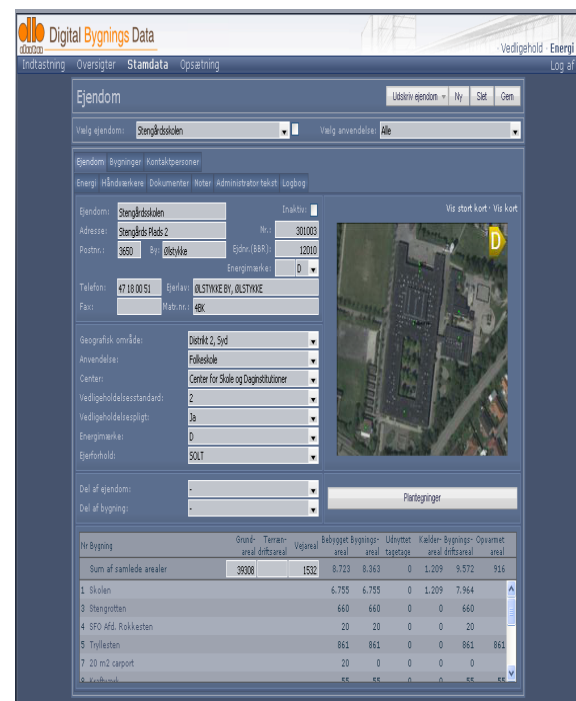 dlbo Digital Bygnings Data
· Vedligehold · Energi
Indtastning Oversigter Stamdata Opsætning Log af
Ejendom Udskriv ejendom Ny Slet Gem
Vælg ejendom: Stengårdsskolen Vælg anvendelse: Alle
Ejendom Bygninger Kontaktpersoner
Energi Håndværkere Dokumenter Noter Administrator tekst Logbog
Ejendom: Stengårdsskolen Inaktiv:
Vis stort kort · Vis kort
Adresse: Stengårds Plads 2 Nr.: 301003
D
Postnr.: 3650 By: Ølstykke Ejdnr.(BBR): 12010
Energimærke: D
Telefon: 47 18 00 51 Ejerlav: ØLSTYKKE BY, ØLSTYKKE
Fax: Matr.nr.: 4BK
Geografisk område: Distrikt 2, Syd
Anvendelse: Folkeskole
Center: Center for Skole og Daginstitutioner
Vedligeholdelsesstandard: 2
Vedligeholdelsespligt: Ja
Energimærke: D
Ejerforhold: SOLT
Del af ejendom: -
Plantegninger
Del af bygning: -
Nr Bygning Grund- areal Terræn- driftsareal Vejareal Bebygget areal Bygnings- areal Udnyttet tagetage Kælder- areal Bygnings- driftsareal Opvarmet areal
Sum af samlede arealer 39308 1532 8.723 8.363 0 1.209 9.572 916
1 Skolen 6.755 6.755 0 1.209 7.964
3 Stengrotten 660 660 0 0 660
4 SFO Afd. Rokkesten 20 20 0 0 20
5 Tryllesten 861 861 0 0 861 861
7 20 m2 carport 20 0 0 0 0
55 55 0 0 55 55